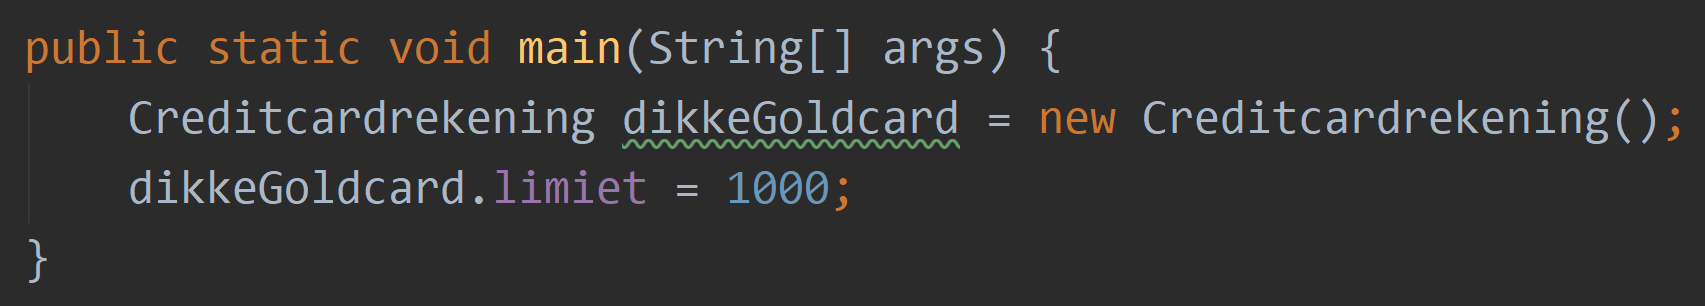 public static void main(String[] args) {
Creditcardrekening dikkeGoldcard = new Creditcardrekening();
dikkeGoldcard.limiet = 1000;
}